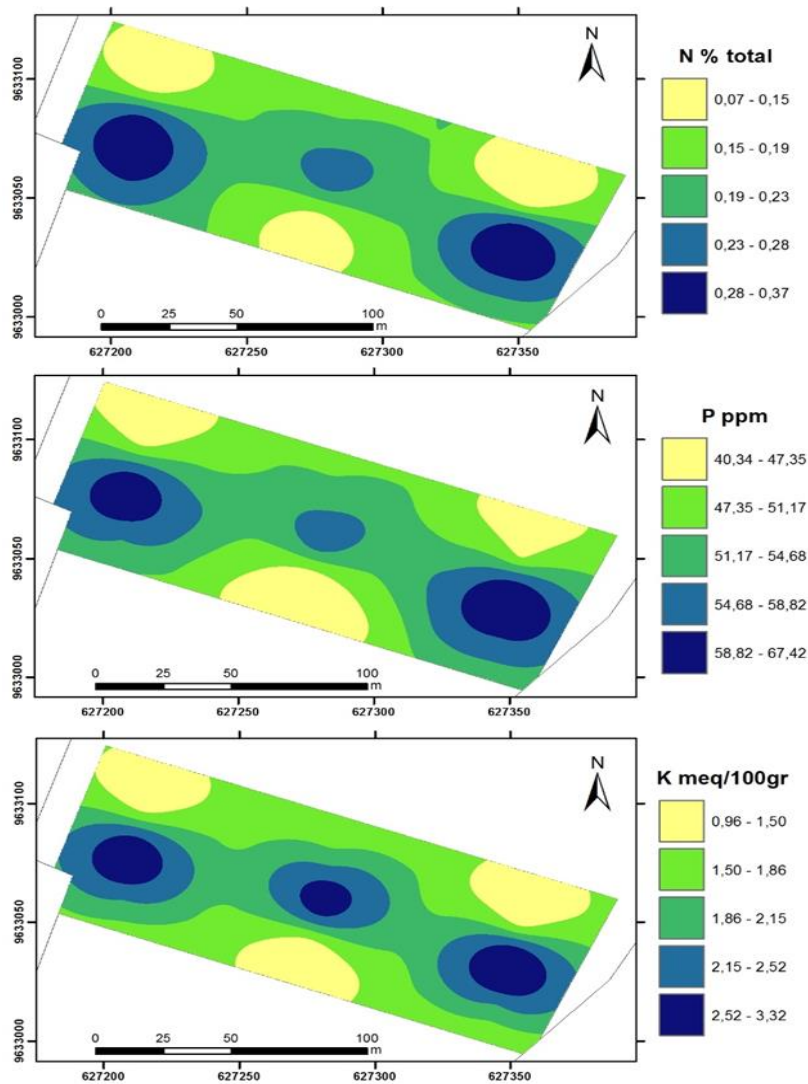 N
N % total
0,07 - 0,15
0,15 - 0,19
0,19 - 0,23
0,23 - 0,28
0,28 - 0,37
9633100
9633050
9633000
0 25 50 100
m
627200 627250 627300 627350
N
P ppm
40,34 - 47,35
47,35 - 51,17
51,17 - 54,68
54,68 - 58,82
58,82 - 67,42
9633100
9633050
9633000
0 25 50 100
m
627200 627250 627300 627350
N
K meq/100gr
0,96 - 1,50
1,50 - 1,86
1,86 - 2,15
2,15 - 2,52
2,52 - 3,32
9633100
9633050
9633000
0 25 50 100
m
627200 627250 627300 627350